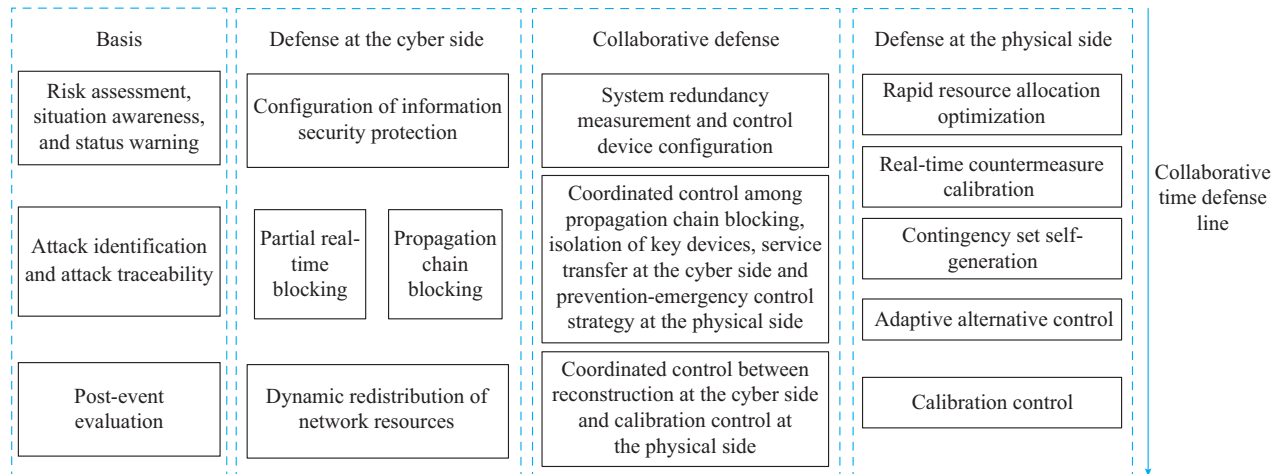 Basis
Risk assessment,
situation awareness,
and status warning
Attack identification
and attack traceability
Post-event
evaluation
Defense at the cyber side
Configuration of information
security protection
Partial real-
time
blocking
Propagation
chain
blocking
Dynamic redistribution of
network resources
Collaborative defense
System redundancy
measurement and control
device configuration
Coordinated control among
propagation chain blocking,
isolation of key devices, service
transfer at the cyber side and
prevention-emergency control
strategy at the physical side
Coordinated control between
reconstruction at the cyber side
and calibration control at
the physical side
Defense at the physical side
Rapid resource allocation
optimization
Real-time countermeasure
calibration
Contingency set self-
generation
Adaptive alternative control
Calibration control
Collaborative
time defense
line